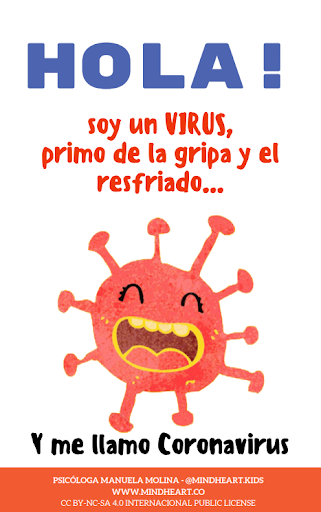 HOLA!
soy un VIRUS,
primo de la gripa y el
resfriado...
Y me llamo Coronavirus
PSICÓLOGA MANUELA MOLINA - @MINDHEART.KIDS
WWW.MINDHEART.CO
CC BY-NC-SA 4.0 INTERNACIONAL PUBLIC LICENSE